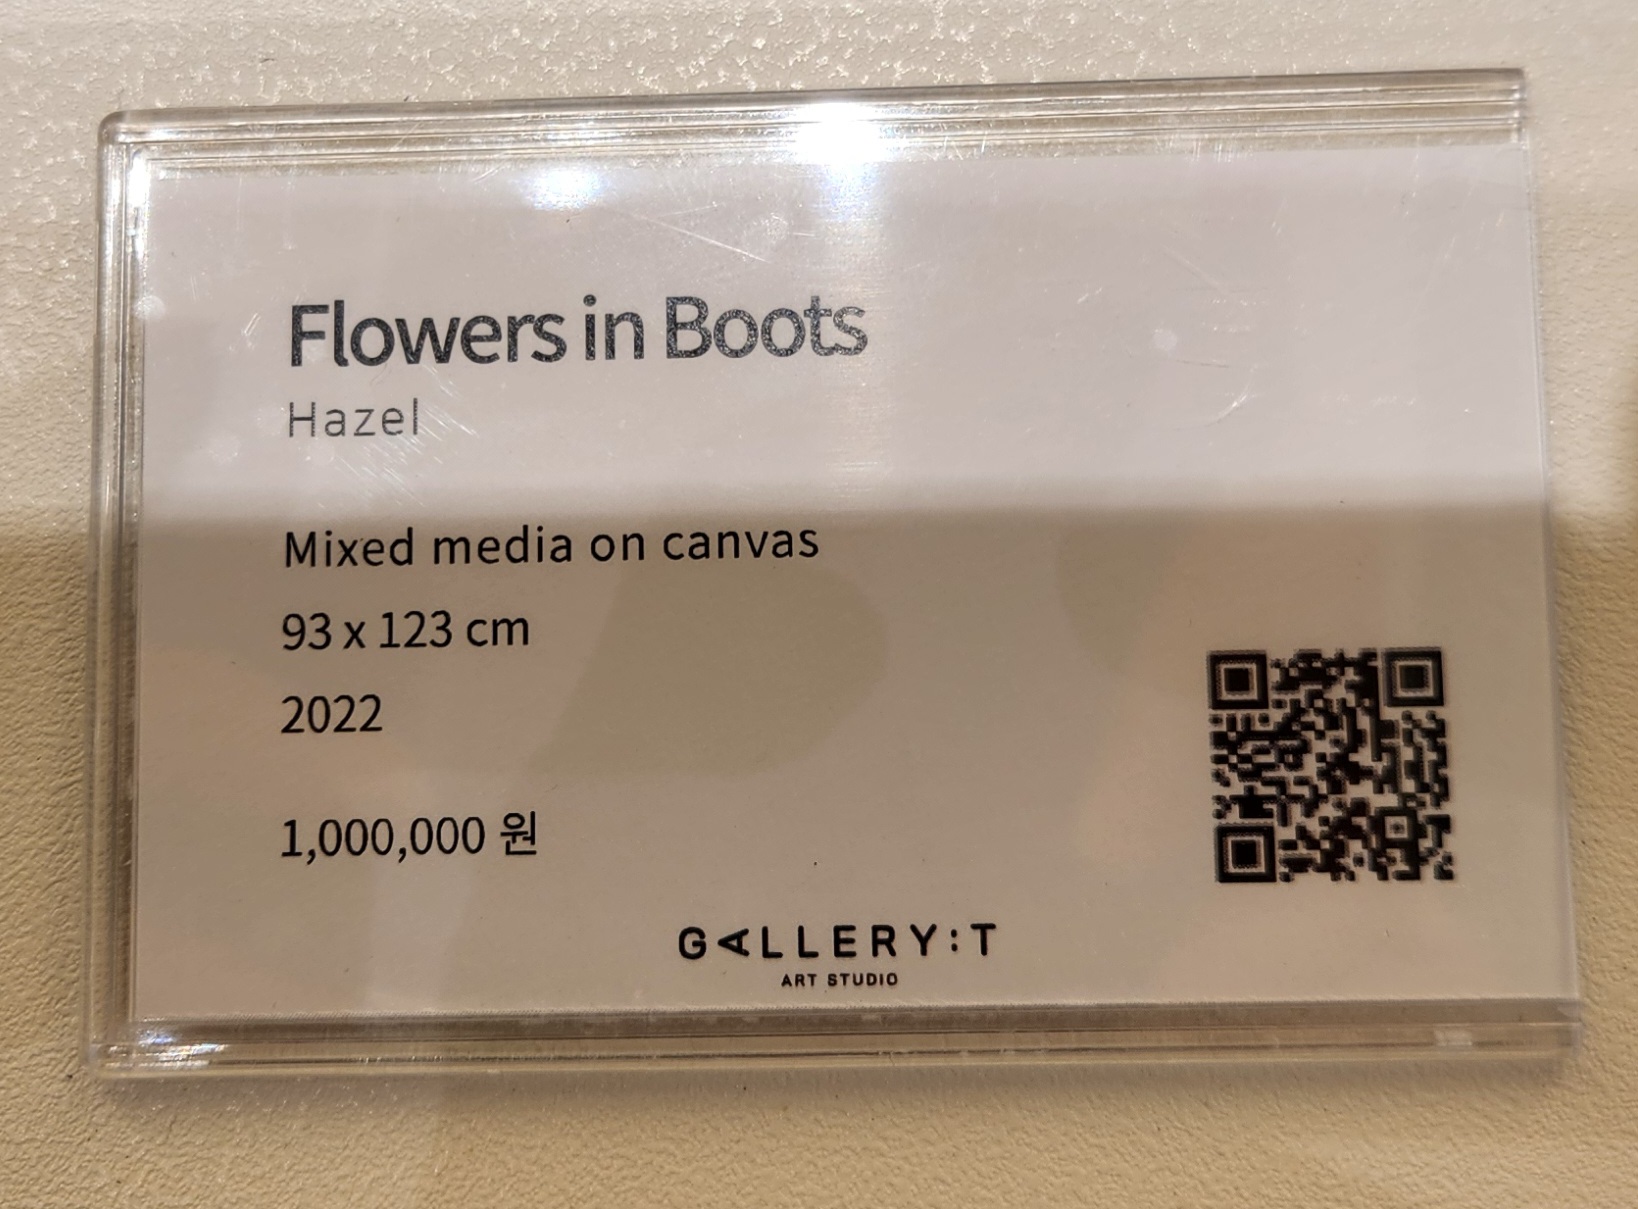 Flowers in Boots
Hazel
Mixed media on canvas
93 x 123 cm
2022
1,000,000 원
GALLERY:T
ART STUDIO